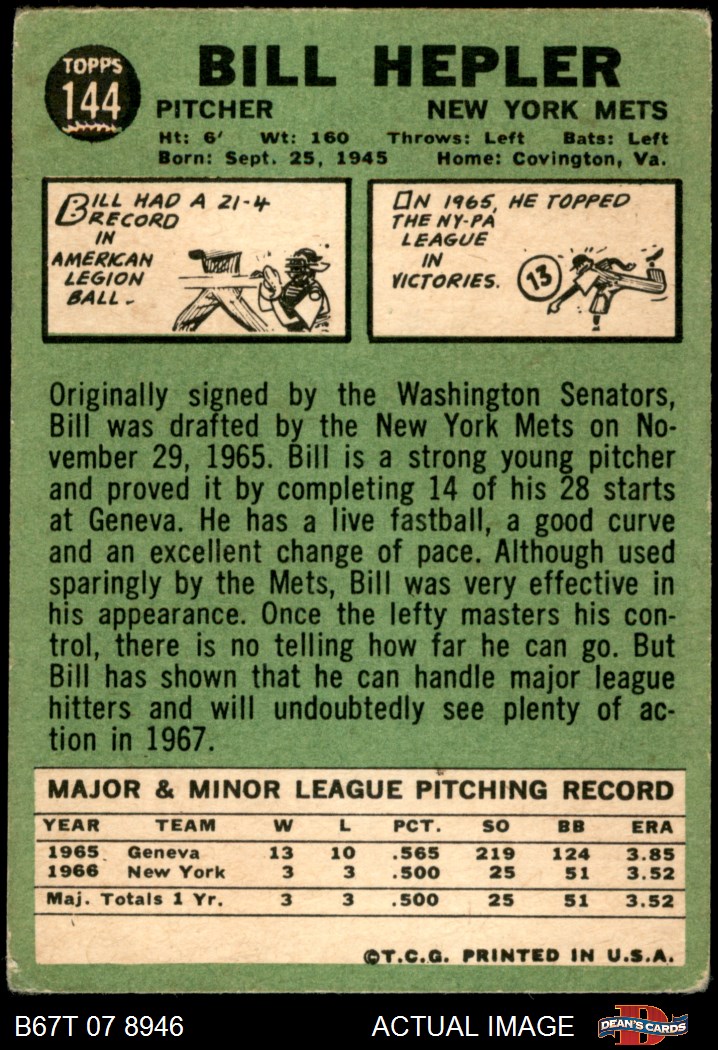 TOPPS
144
BILL HEPLER
PITCHER NEW YORK METS
Ht: 6' Wt: 160 Throws: Left Bats: Left
Born: Sept. 25, 1945 Home: Covington, Va.
BILL HAD A 21-4
RECORD
IN
AMERICAN
LEGION
BALL.
IN 1965, HE TOPPED
THE NY-PA
LEAGUE
IN
VICTORIES.
13
Originally signed by the Washington Senators,
Bill was drafted by the New York Mets on No-
vember 29, 1965. Bill is a strong young pitcher
and proved it by completing 14 of his 28 starts
at Geneva. He has a live fastball, a good curve
and an excellent change of pace. Although used
sparingly by the Mets, Bill was very effective in
his appearance. Once the lefty masters his con-
trol, there is no telling how far he can go. But
Bill has shown that he can handle major league
hitters and will undoubtedly see plenty of ac-
tion in 1967.
MAJOR & MINOR LEAGUE PITCHING RECORD
YEAR TEAM W L PCT. SO BB ERA
1965 Geneva 13 10 .565 219 124 3.85
1966 New York 3 3 .500 25 51 3.52
Maj. Totals 1 Yr. 3 3 .500 25 51 3.52
©T.C.G. PRINTED IN U.S.A.
B67T 07 8946 ACTUAL IMAGE D DEAN'S CARDS